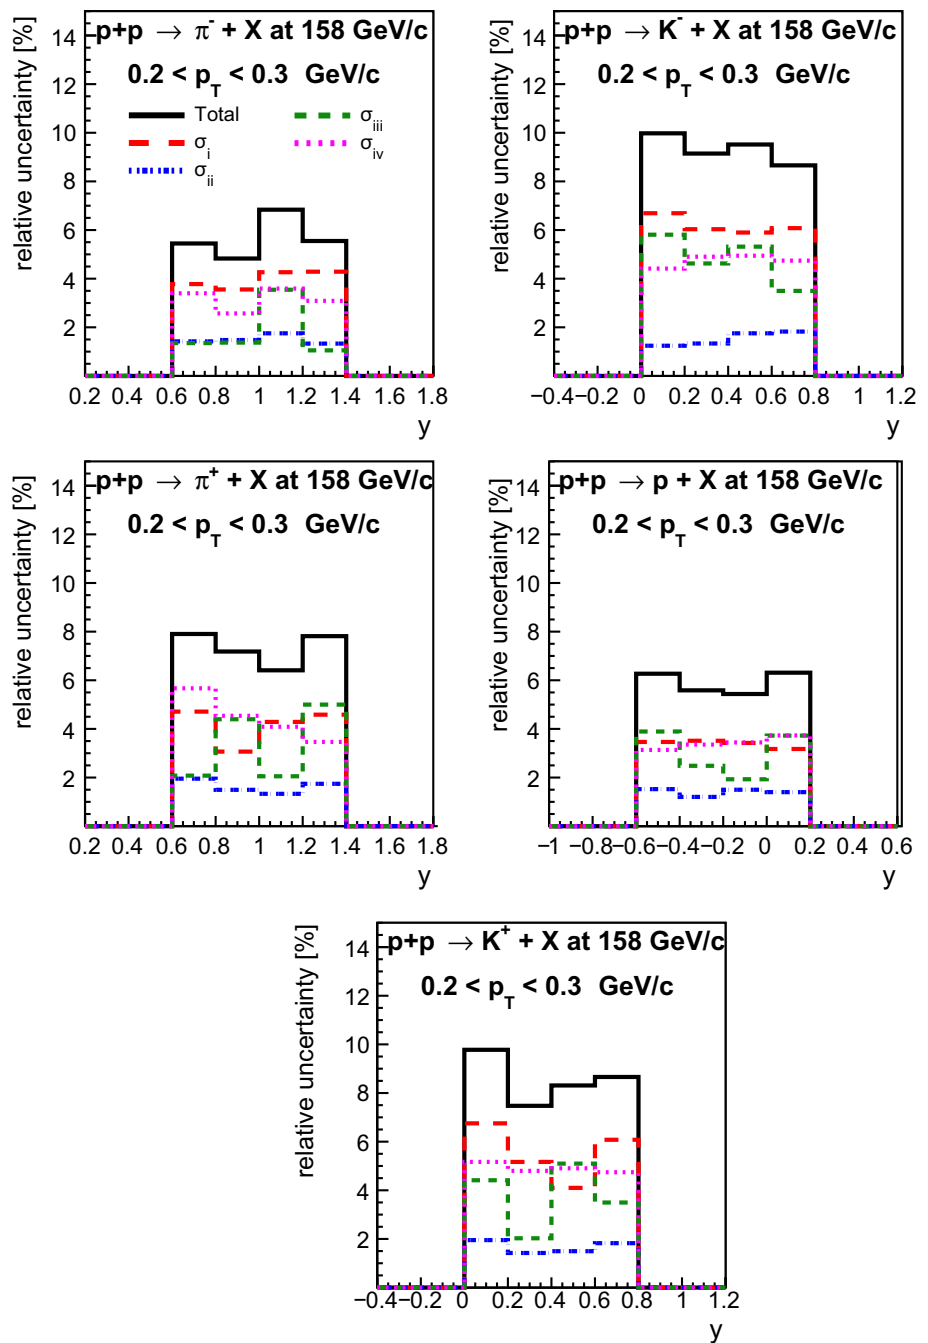 p+p → π⁻ + X at 158 GeV/c
0.2 < p_T < 0.3 GeV/c
Total
σ_i
σ_ii
σ_iii
σ_iv
relative uncertainty [%]
14
12
10
8
6
4
2
0.2 0.4 0.6 0.8 1 1.2 1.4 1.6 1.8
y
p+p → K⁻ + X at 158 GeV/c
0.2 < p_T < 0.3 GeV/c
relative uncertainty [%]
14
12
10
8
6
4
2
−0.4 −0.2 0 0.2 0.4 0.6 0.8 1 1.2
y
p+p → π⁺ + X at 158 GeV/c
0.2 < p_T < 0.3 GeV/c
relative uncertainty [%]
14
12
10
8
6
4
2
0.2 0.4 0.6 0.8 1 1.2 1.4 1.6 1.8
y
p+p → p + X at 158 GeV/c
0.2 < p_T < 0.3 GeV/c
relative uncertainty [%]
14
12
10
8
6
4
2
−1 −0.8 −0.6 −0.4 −0.2 0 0.2 0.4 0.6
y
p+p → K⁺ + X at 158 GeV/c
0.2 < p_T < 0.3 GeV/c
relative uncertainty [%]
14
12
10
8
6
4
2
−0.4 −0.2 0 0.2 0.4 0.6 0.8 1 1.2
y